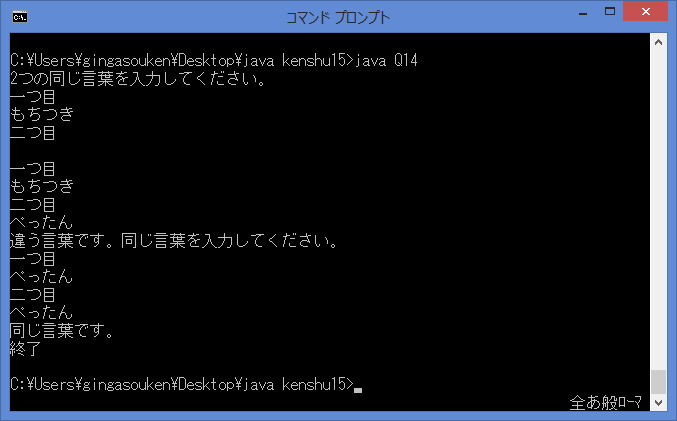 コマンド プロンプト
C:\.
C:¥Users¥gingasouken¥Desktop¥java kenshu15>java Q14
2つの同じ言葉を入力してください。
一つ目
もちつき
二つ目
一つ目
もちつき
二つ目
ぺったん
違う言葉です。同じ言葉を入力してください。
一つ目
ぺったん
二つ目
ぺったん
同じ言葉です。
終了
C:¥Users¥gingasouken¥Desktop¥java kenshu15>
全あ般ﾛｰﾏ